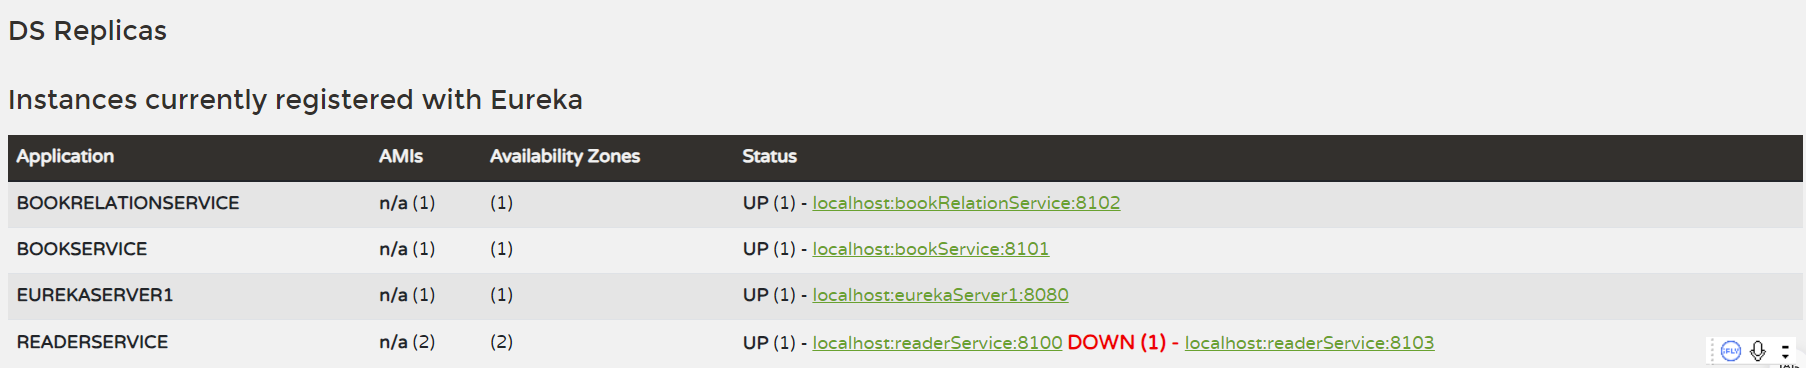 DS Replicas
Instances currently registered with Eureka
Application AMIs Availability Zones Status
BOOKRELATIONSERVICE n/a (1) (1) UP (1) - localhost:bookRelationService:8102
BOOKSERVICE n/a (1) (1) UP (1) - localhost:bookService:8101
EUREKASERVER1 n/a (1) (1) UP (1) - localhost:eurekaServer1:8080
READERSERVICE n/a (2) (2) UP (1) - localhost:readerService:8100 DOWN (1) - localhost:readerService:8103